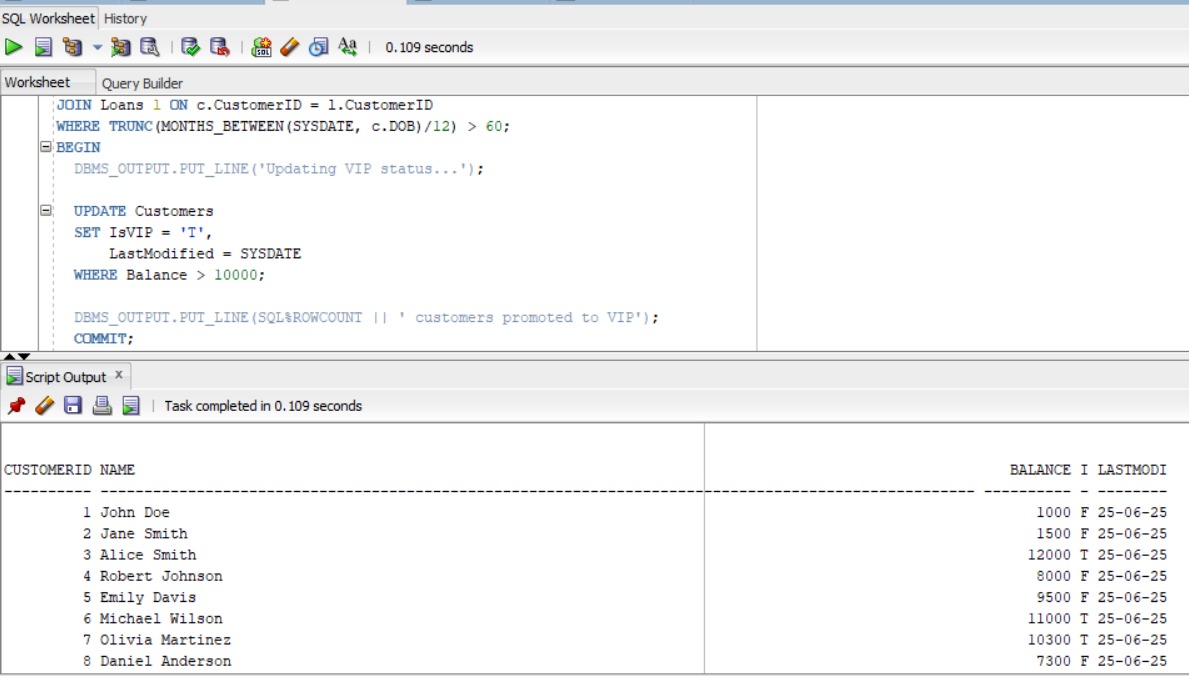 SQL Worksheet History
0.109 seconds
Worksheet Query Builder
JOIN Loans l ON c.CustomerID = l.CustomerID
WHERE TRUNC(MONTHS_BETWEEN(SYSDATE, c.DOB)/12) > 60;
BEGIN
DBMS_OUTPUT.PUT_LINE('Updating VIP status...');
UPDATE Customers
SET IsVIP = 'T',
LastModified = SYSDATE
WHERE Balance > 10000;
DBMS_OUTPUT.PUT_LINE(SQL%ROWCOUNT || ' customers promoted to VIP');
COMMIT;
Script Output x
Task completed in 0.109 seconds
CUSTOMERID NAME BALANCE I LASTMODI
---------- ---------------------------------------------------------------------------------------------------- ---------- - --------
1 John Doe 1000 F 25-06-25
2 Jane Smith 1500 F 25-06-25
3 Alice Smith 12000 T 25-06-25
4 Robert Johnson 8000 F 25-06-25
5 Emily Davis 9500 F 25-06-25
6 Michael Wilson 11000 T 25-06-25
7 Olivia Martinez 10300 T 25-06-25
8 Daniel Anderson 7300 F 25-06-25